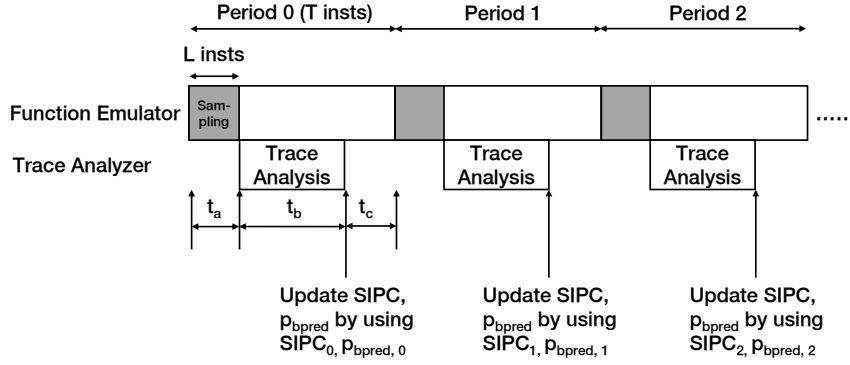 Period 0 (T insts) Period 1 Period 2
L insts
Function Emulator Sam-
pling .....
Trace Analyzer Trace
Analysis Trace
Analysis Trace
Analysis
ta tb tc
Update SIPC,
pbpred by using
SIPC0, pbpred, 0
Update SIPC,
pbpred by using
SIPC1, pbpred, 1
Update SIPC,
pbpred by using
SIPC2, pbpred, 2